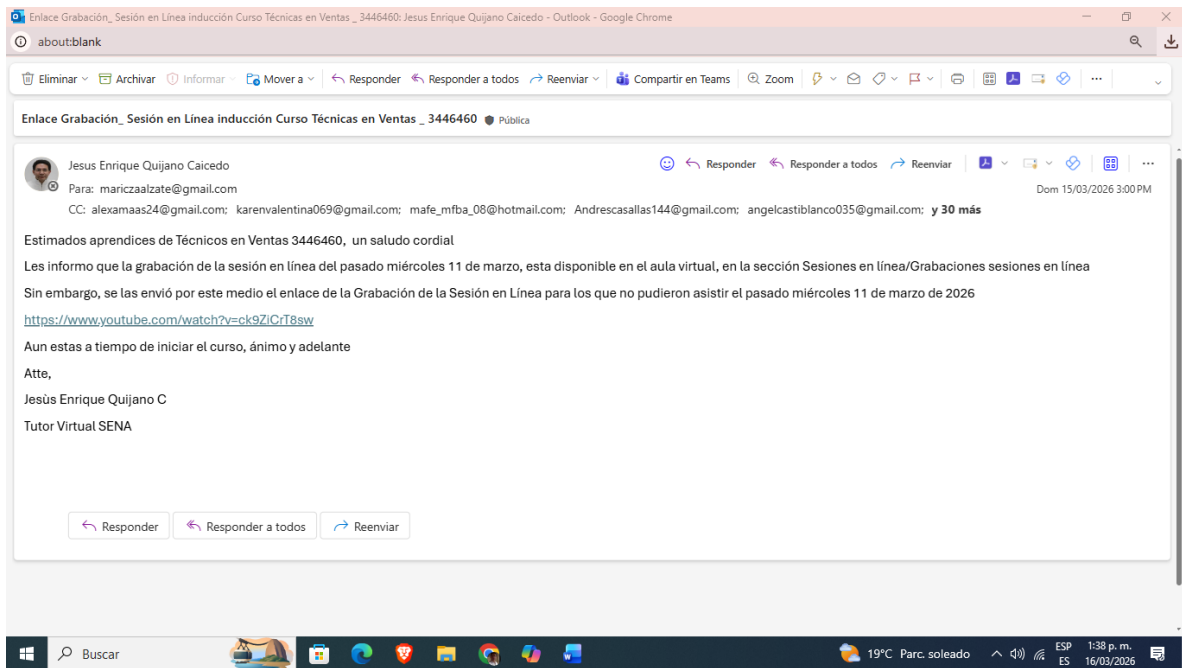 Enlace Grabación_ Sesión en Línea inducción Curso Técnicas en Ventas _ 3446460: Jesus Enrique Quijano Caicedo - Outlook - Google Chrome
about:blank
Eliminar Archivar Informar Mover a Responder Responder a todos Reenviar Compartir en Teams Zoom ...
Enlace Grabación_ Sesión en Línea inducción Curso Técnicas en Ventas _ 3446460 Pública
Jesus Enrique Quijano Caicedo Responder Responder a todos Reenviar ...
Para: mariczaalzate@gmail.com Dom 15/03/2026 3:00 PM
CC: alexamaas24@gmail.com; karenvalentina069@gmail.com; mafe_mfba_08@hotmail.com; Andrescasallas144@gmail.com; angelcastiblanco035@gmail.com; y 30 más
Estimados aprendices de Técnicos en Ventas 3446460, un saludo cordial
Les informo que la grabación de la sesión en línea del pasado miércoles 11 de marzo, esta disponible en el aula virtual, en la sección Sesiones en línea/Grabaciones sesiones en línea
Sin embargo, se las envió por este medio el enlace de la Grabación de la Sesión en Línea para los que no pudieron asistir el pasado miércoles 11 de marzo de 2026
https://www.youtube.com/watch?v=ck9ZiCrT8sw
Aun estas a tiempo de iniciar el curso, ánimo y adelante
Atte,
Jesùs Enrique Quijano C
Tutor Virtual SENA
Responder Responder a todos Reenviar
Buscar 19°C Parc. soleado ESP 1:38 p. m.
ES 16/03/2026